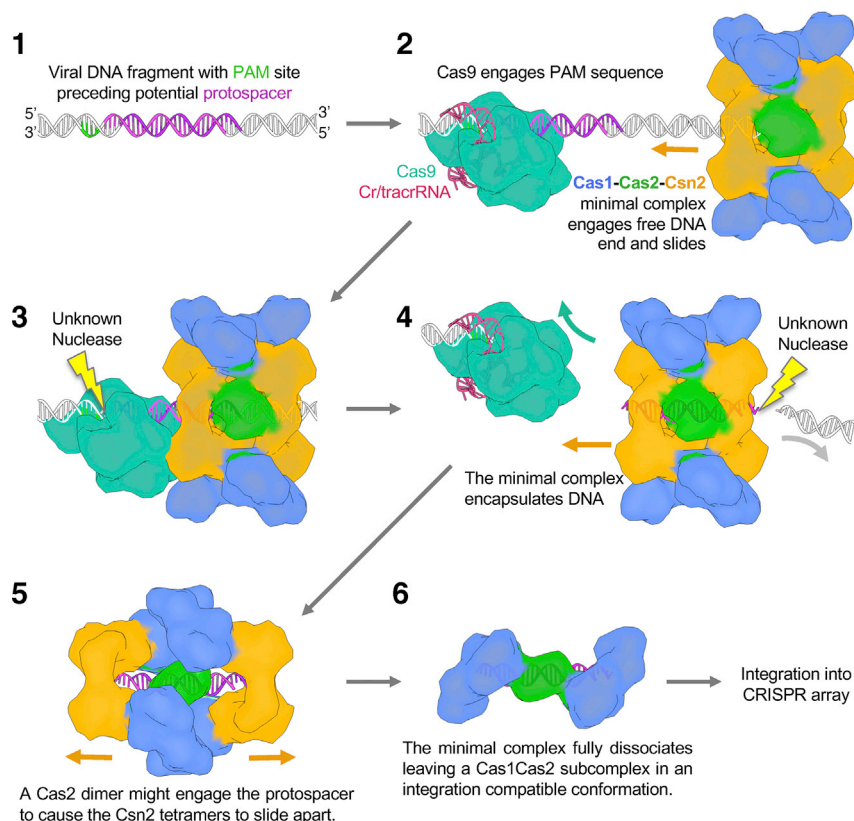 1
Viral DNA fragment with PAM site
preceding potential protospacer
5'
3'
3'
5'
2
Cas9 engages PAM sequence
Cas9
Cr/tracrRNA
Cas1-Cas2-Csn2
minimal complex
engages free DNA
end and slides
3
Unknown
Nuclease
4
Unknown
Nuclease
The minimal complex
encapsulates DNA
5
A Cas2 dimer might engage the protospacer
to cause the Csn2 tetramers to slide apart.
6
The minimal complex fully dissociates
leaving a Cas1Cas2 subcomplex in an
integration compatible conformation.
Integration into
CRISPR array